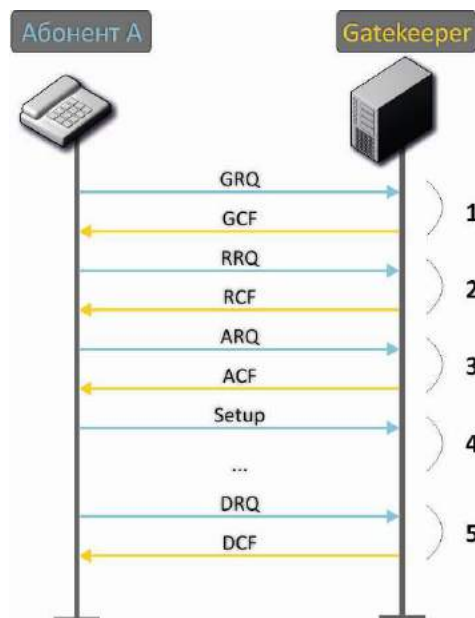 Абонент А
Gatekeeper
GRQ
GCF
1
RRQ
RCF
2
ARQ
ACF
3
Setup
...
4
DRQ
DCF
5